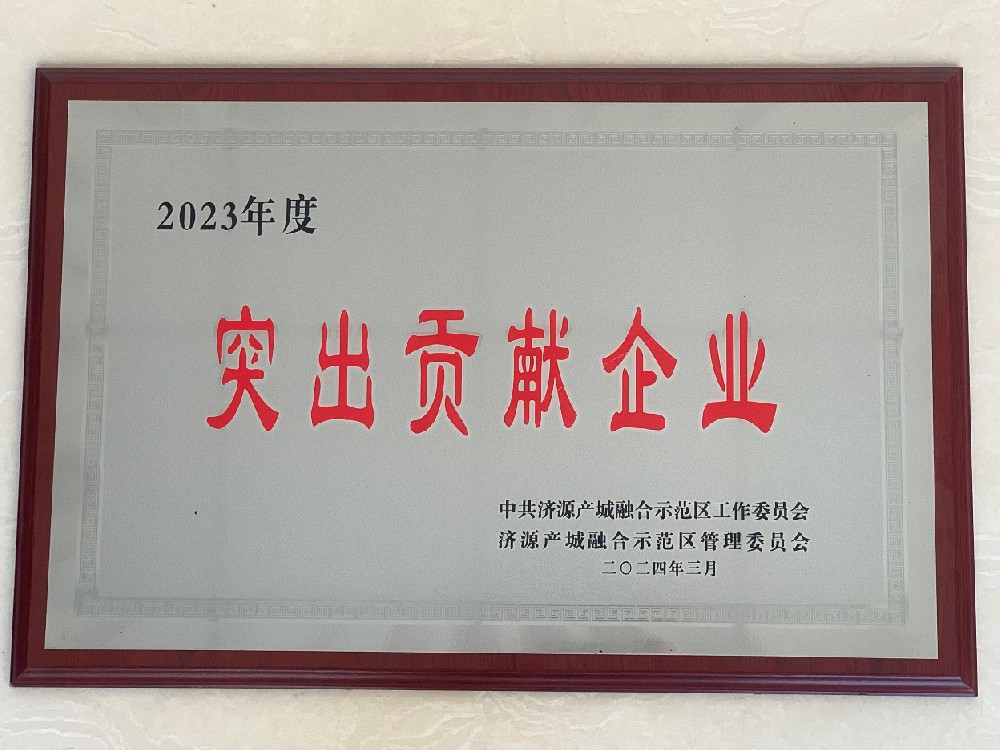 2023年度
突出贡献企业
中共济源产城融合示范区工作委员会
济源产城融合示范区管理委员会
二〇二四年三月